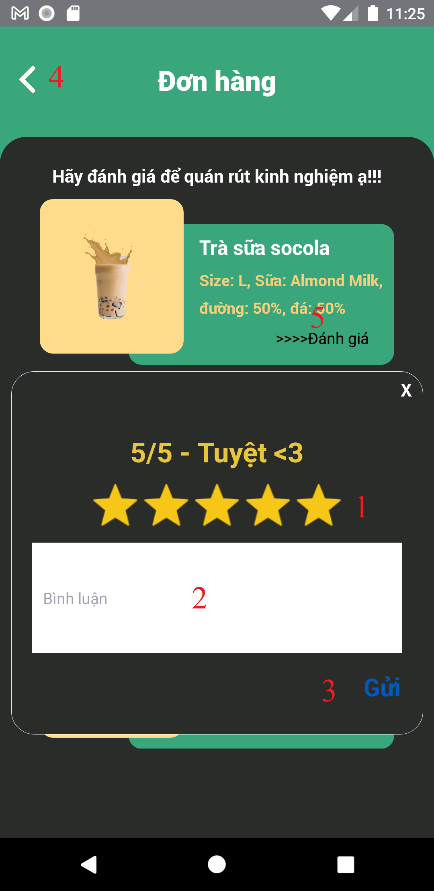 11:25
4
Đơn hàng
Hãy đánh giá để quán rút kinh nghiệm ạ!!!
Trà sữa socola
Size: L, Sữa: Almond Milk,
đường: 50%, đá: 50%
5
>>>>Đánh giá
X
5/5 - Tuyệt <3
1
Bình luận
2
3
Gửi